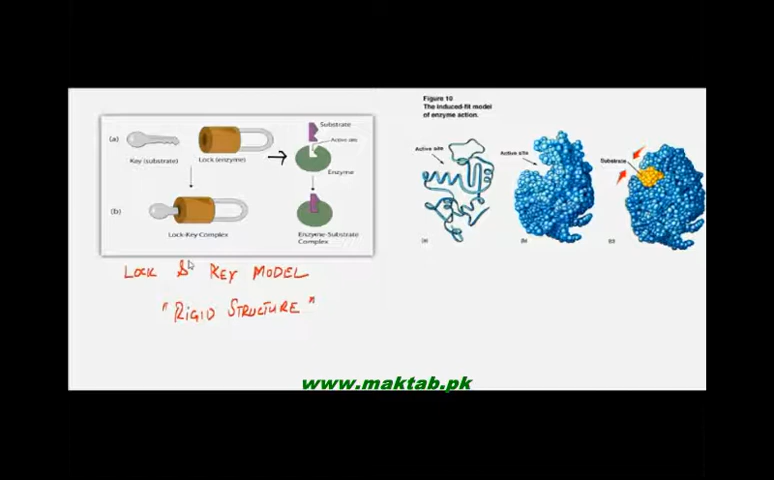 (a)
Key (substrate)
Lock (enzyme)
Substrate
Active site
Enzyme
(b)
Lock-Key Complex
Enzyme-Substrate
Complex
LOCK & KEY MODEL
"RIGID STRUCTURE"
Figure 10
The induced-fit model
of enzyme action.
Active site
(a)
Active site
(b)
Substrate
(c)
www.maktab.pk